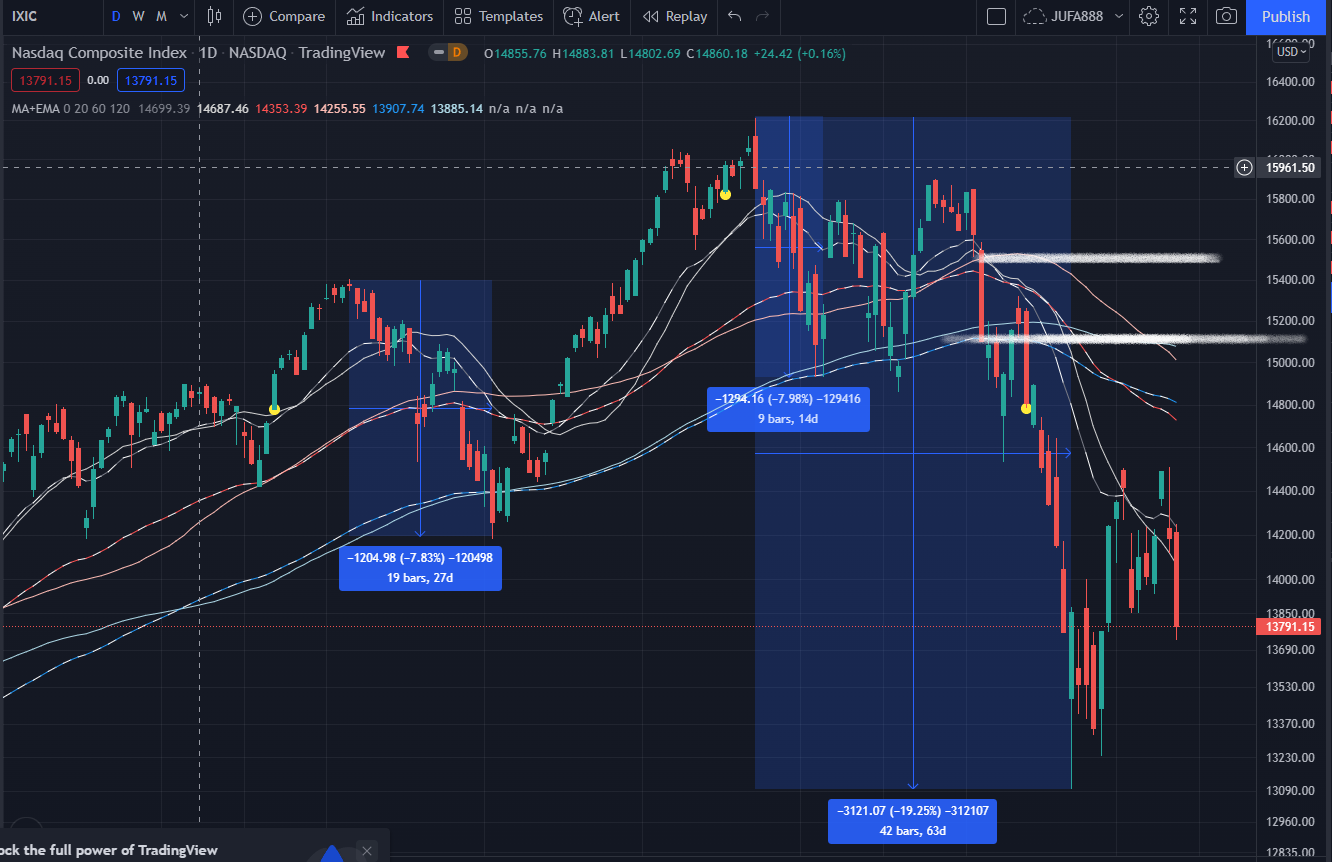 IXIC D W M Compare Indicators Templates Alert Replay JUFA888 Publish
Nasdaq Composite Index · 1D · NASDAQ · TradingView D O14855.76 H14883.81 L14802.69 C14860.18 +24.42 (+0.16%)
USD
13791.15 0.00 13791.15
MA+EMA 0 20 60 120 14699.39 14687.46 14353.39 14255.55 13907.74 13885.14 n/a n/a n/a
16400.00
16200.00
15961.50
15800.00
15600.00
15400.00
15200.00
15000.00
−1294.16 (−7.98%) −129416
9 bars, 14d
14800.00
14600.00
14400.00
14200.00
−1204.98 (−7.83%) −120498
19 bars, 27d
14000.00
13850.00
13791.15
13690.00
13530.00
13370.00
13230.00
13090.00
−3121.07 (−19.25%) −312107
42 bars, 63d
12960.00
ock the full power of TradingView
12835.00